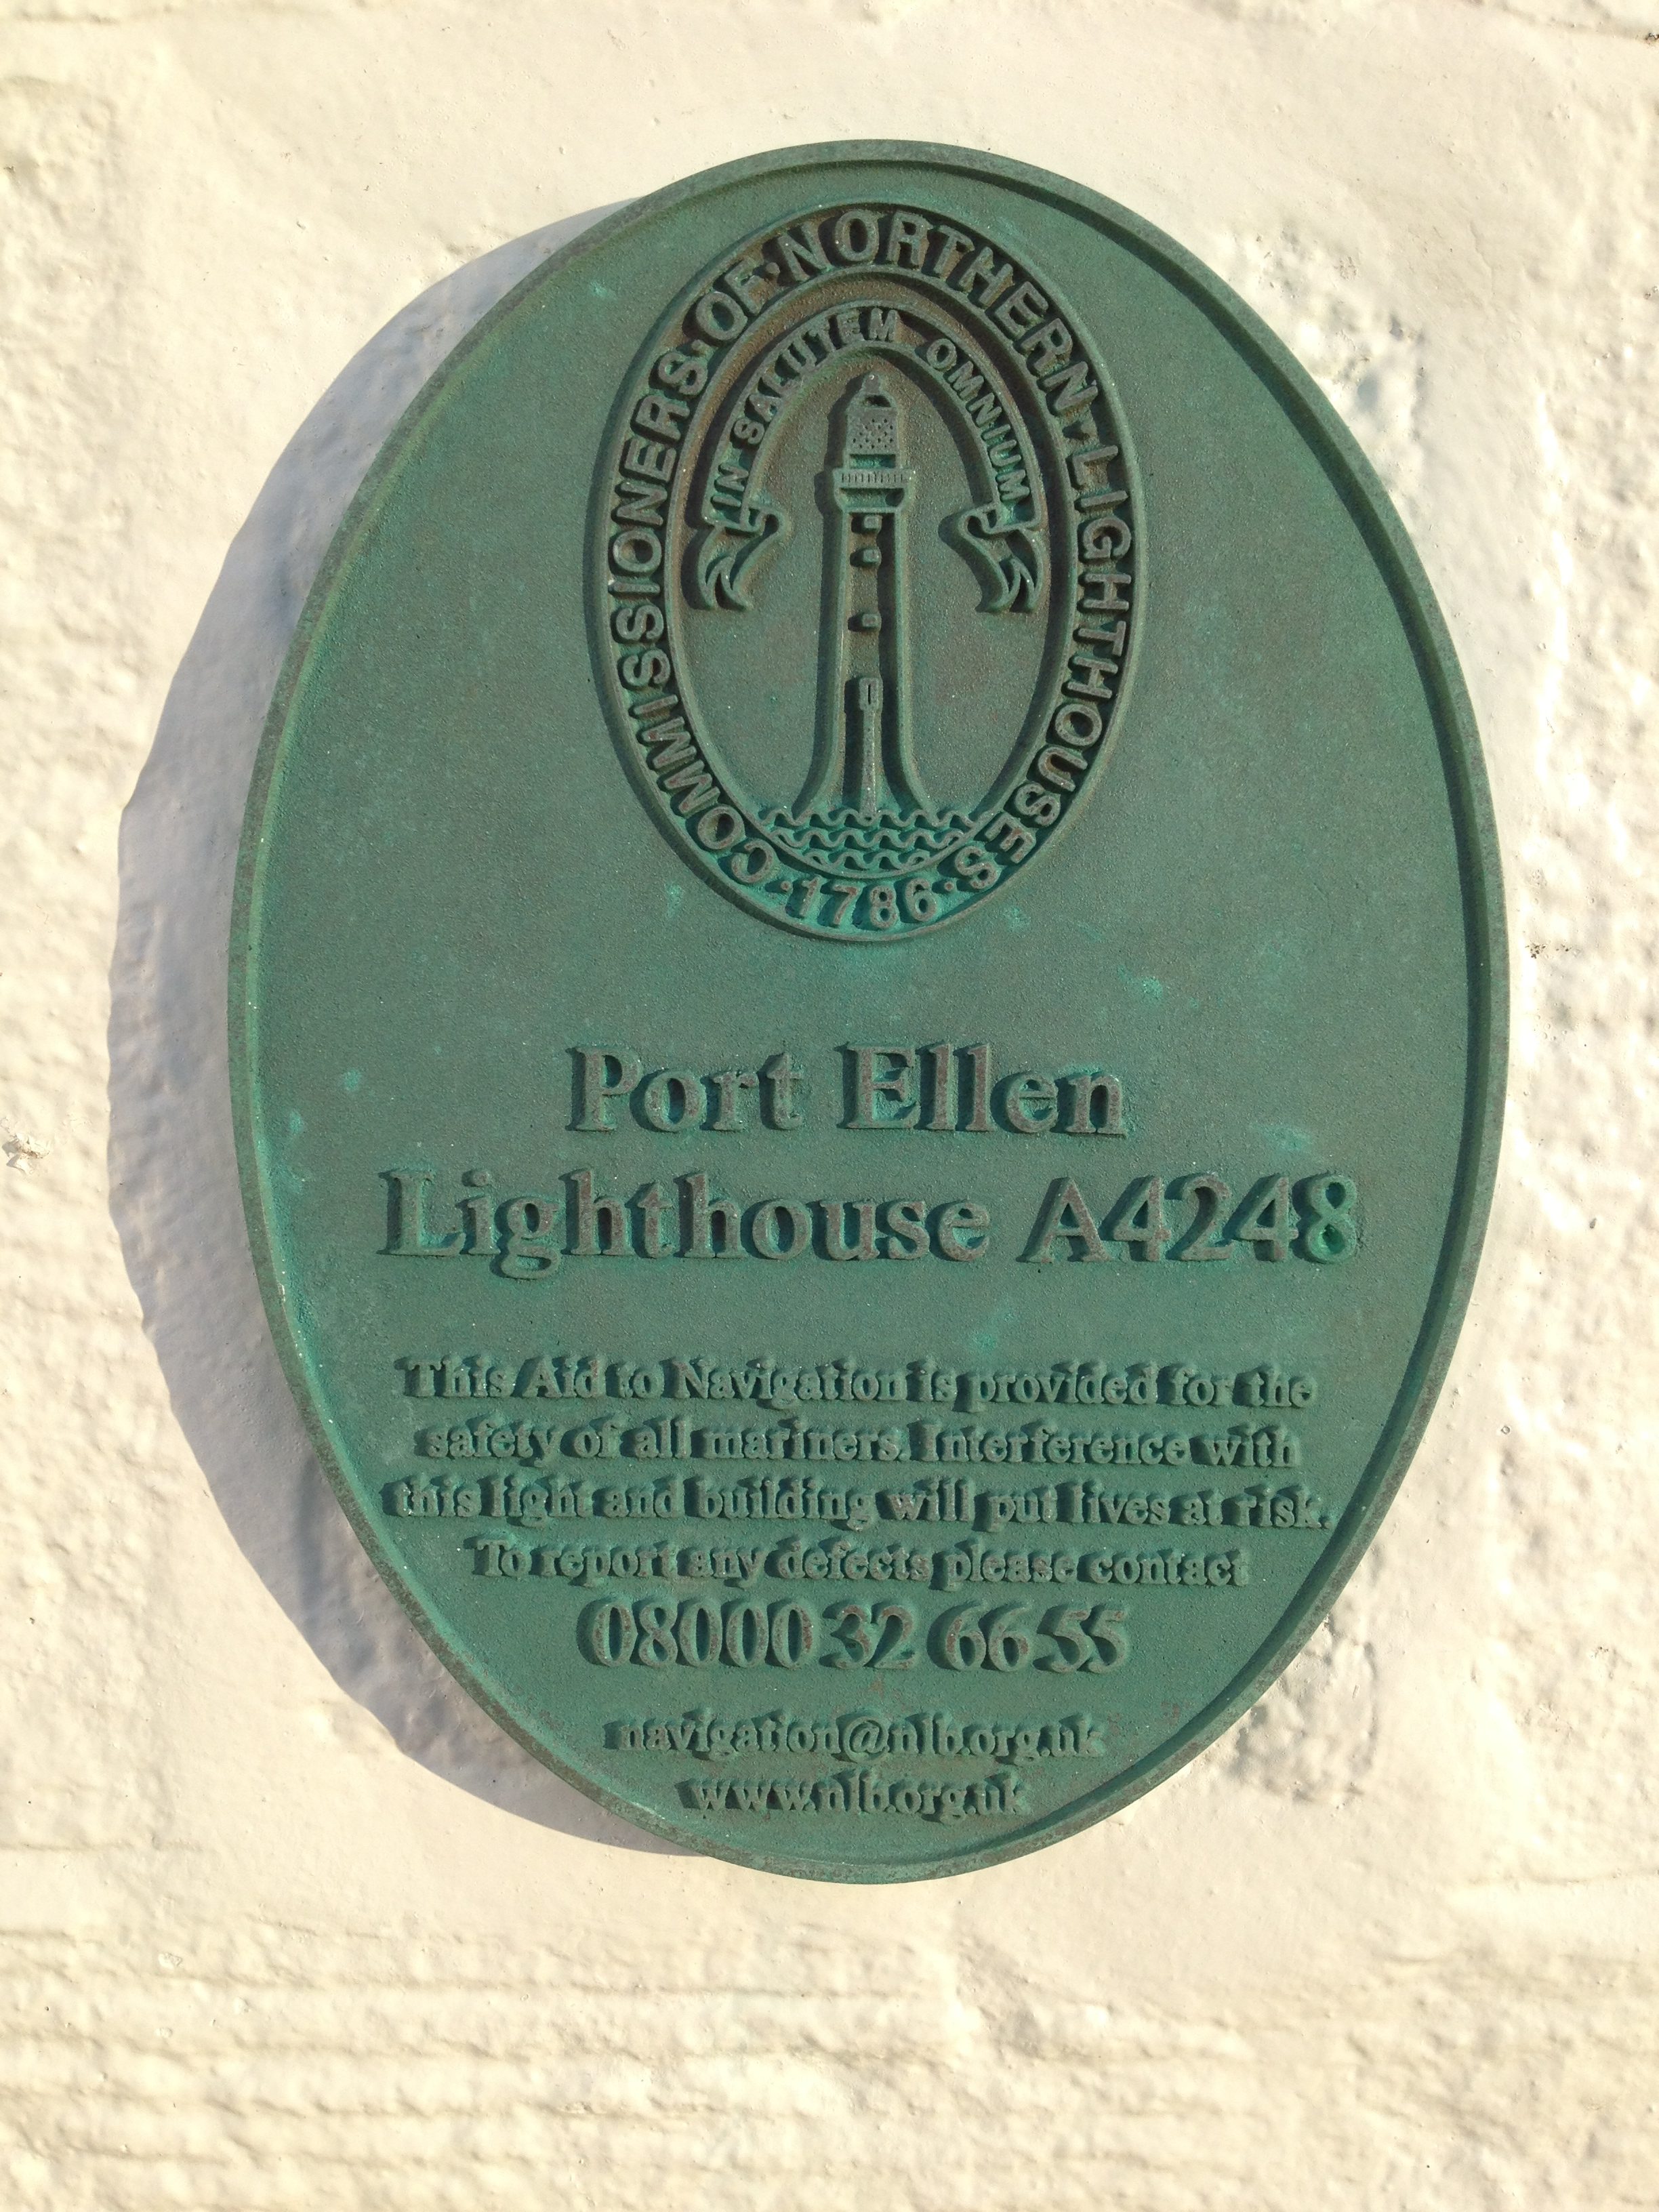 COMMISSIONERS·OF·NORTHERN·LIGHTHOUSES
IN SALUTEM OMNIUM
·1786·
Port Ellen
Lighthouse A4248
This Aid to Navigation is provided for the
safety of all mariners. Interference with
this light and building will put lives at risk.
To report any defects please contact
08000 32 66 55
navigation@nlb.org.uk
www.nlb.org.uk